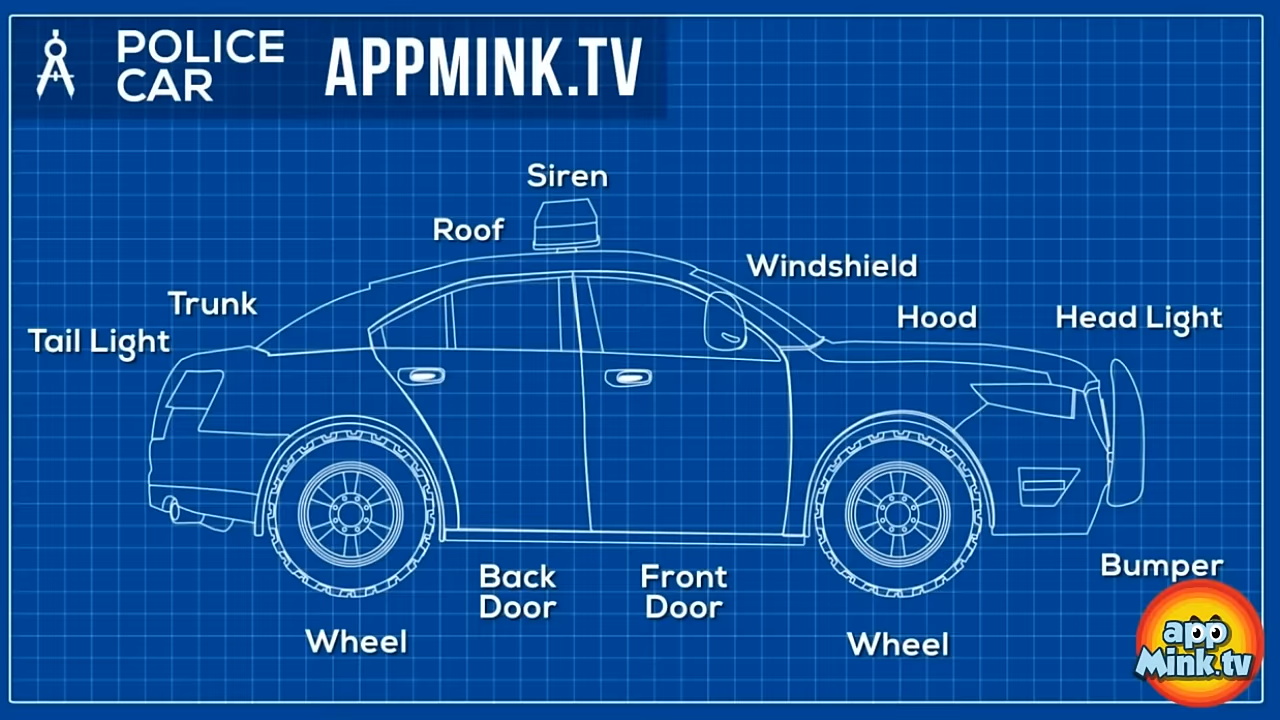 POLICE
CAR
APPMINK.TV
Siren
Roof
Windshield
Trunk
Hood
Head Light
Tail Light
Bumper
Back
Door
Front
Door
Wheel
Wheel
app
Mink.tv